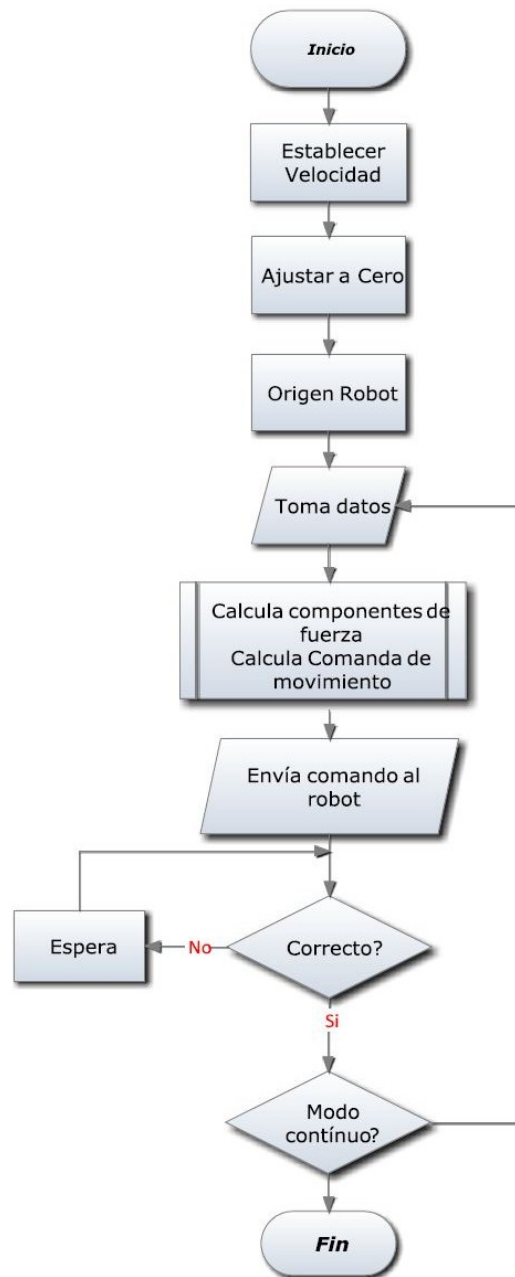 Inicio
Establecer
Velocidad
Ajustar a Cero
Origen Robot
Toma datos
Calcula componentes de
fuerza
Calcula Comanda de
movimiento
Envía comando al
robot
Espera
No
Correcto?
Si
Modo
contínuo?
Fin